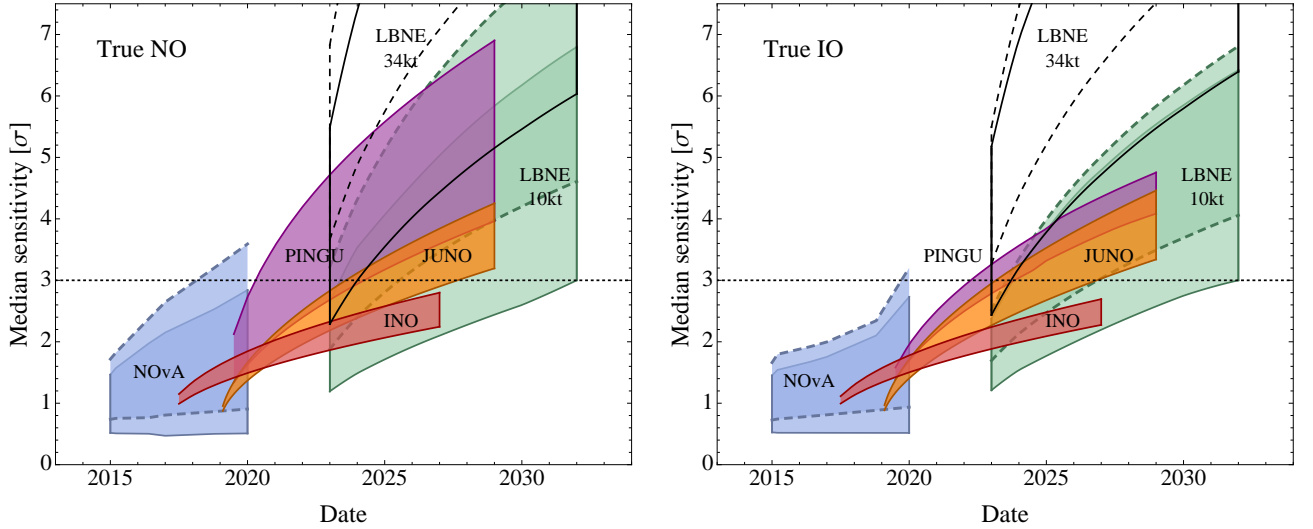 True NO
LBNE
34kt
LBNE
10kt
PINGU
JUNO
INO
NOvA
7
6
5
4
3
2
1
0
Median sensitivity [σ]
2015 2020 2025 2030
Date
True IO
LBNE
34kt
LBNE
10kt
PINGU
JUNO
INO
NOvA
7
6
5
4
3
2
1
0
Median sensitivity [σ]
2015 2020 2025 2030
Date